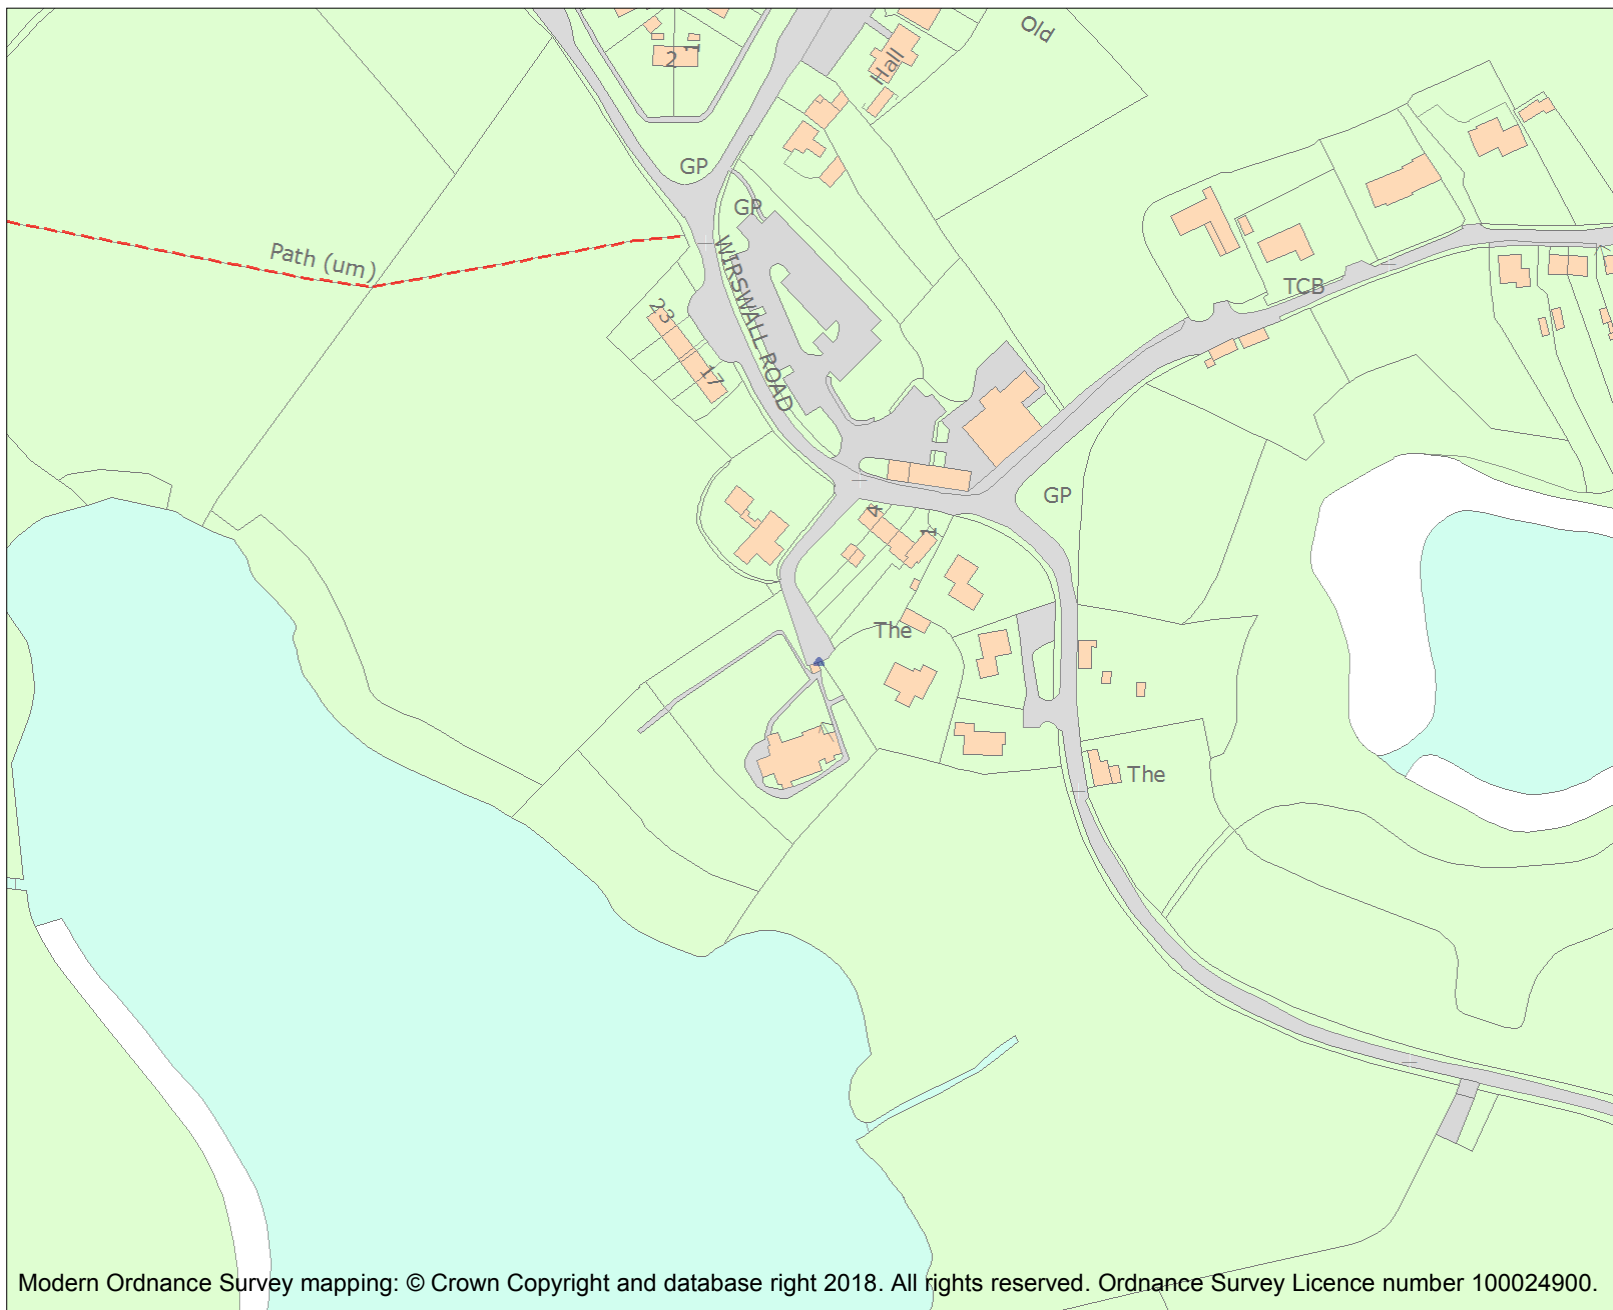 Old
2
1
Hall
GP
GP
Path (um)
WIRSWALL ROAD
TCB
23
17
GP
4
1
The
The
Modern Ordnance Survey mapping: © Crown Copyright and database right 2018. All rights reserved. Ordnance Survey Licence number 100024900.